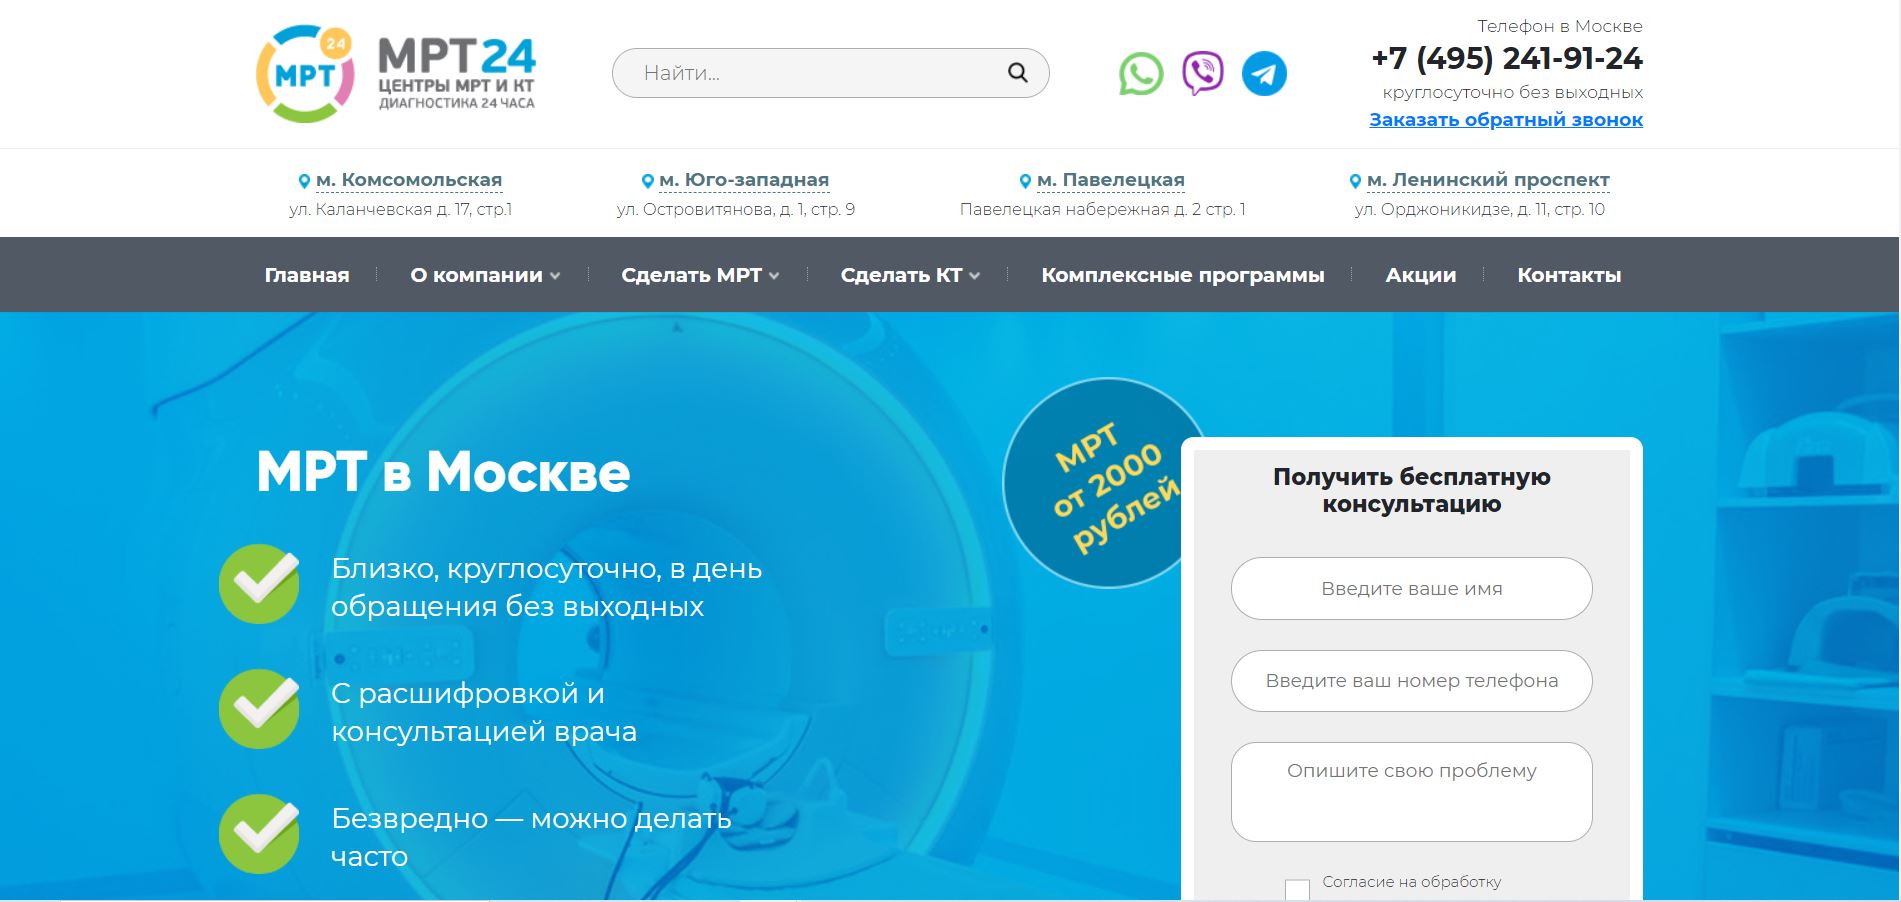 24
МРТ
МРТ24
ЦЕНТРЫ МРТ И КТ
ДИАГНОСТИКА 24 ЧАСА
Найти...
Телефон в Москве
+7 (495) 241-91-24
круглосуточно без выходных
Заказать обратный звонок
м. Комсомольская
ул. Каланчевская д. 17, стр.1
м. Юго-западная
ул. Островитянова, д. 1, стр. 9
м. Павелецкая
Павелецкая набережная д. 2 стр. 1
м. Ленинский проспект
ул. Орджоникидзе, д. 11, стр. 10
Главная
О компании
Сделать МРТ
Сделать КТ
Комплексные программы
Акции
Контакты
МРТ в Москве
Близко, круглосуточно, в день
обращения без выходных
С расшифровкой и
консультацией врача
Безвредно — можно делать
часто
МРТ
от 2000
рублей
Получить бесплатную
консультацию
Введите ваше имя
Введите ваш номер телефона
Опишите свою проблему
Согласие на обработку